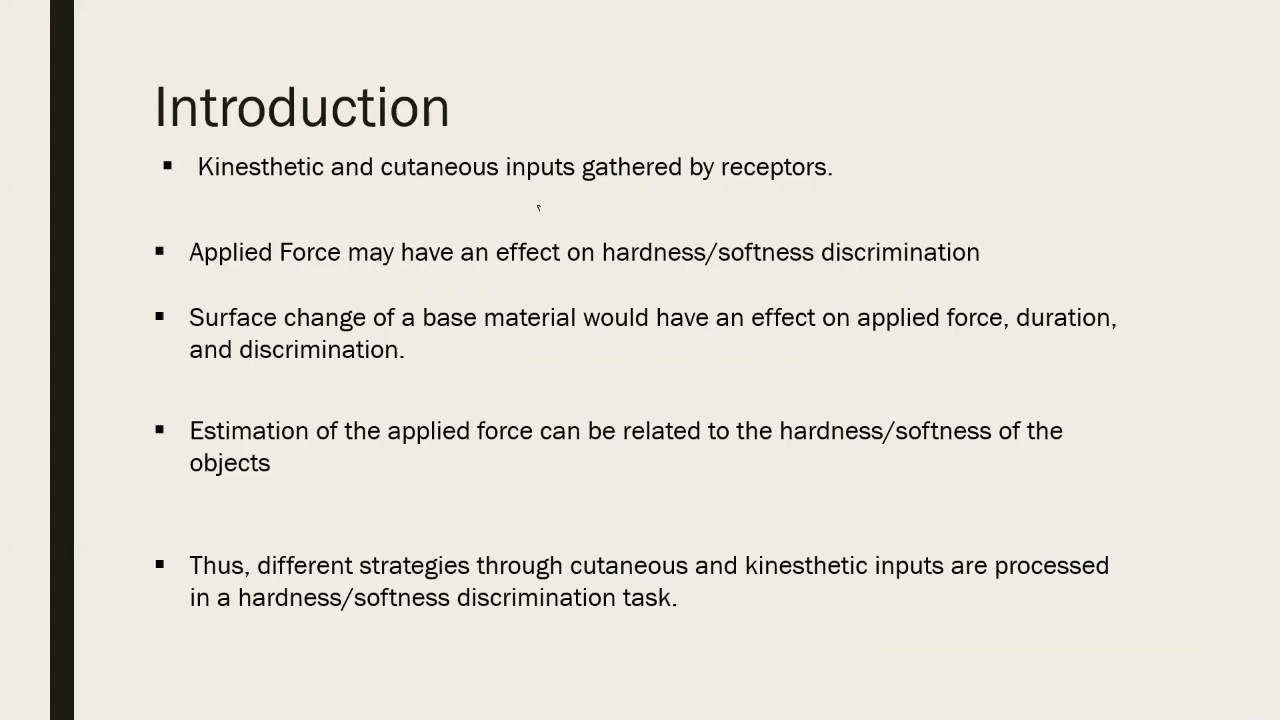 Introduction
▪ Kinesthetic and cutaneous inputs gathered by receptors.
▪ Applied Force may have an effect on hardness/softness discrimination
▪ Surface change of a base material would have an effect on applied force, duration,
and discrimination.
▪ Estimation of the applied force can be related to the hardness/softness of the
objects
▪ Thus, different strategies through cutaneous and kinesthetic inputs are processed
in a hardness/softness discrimination task.